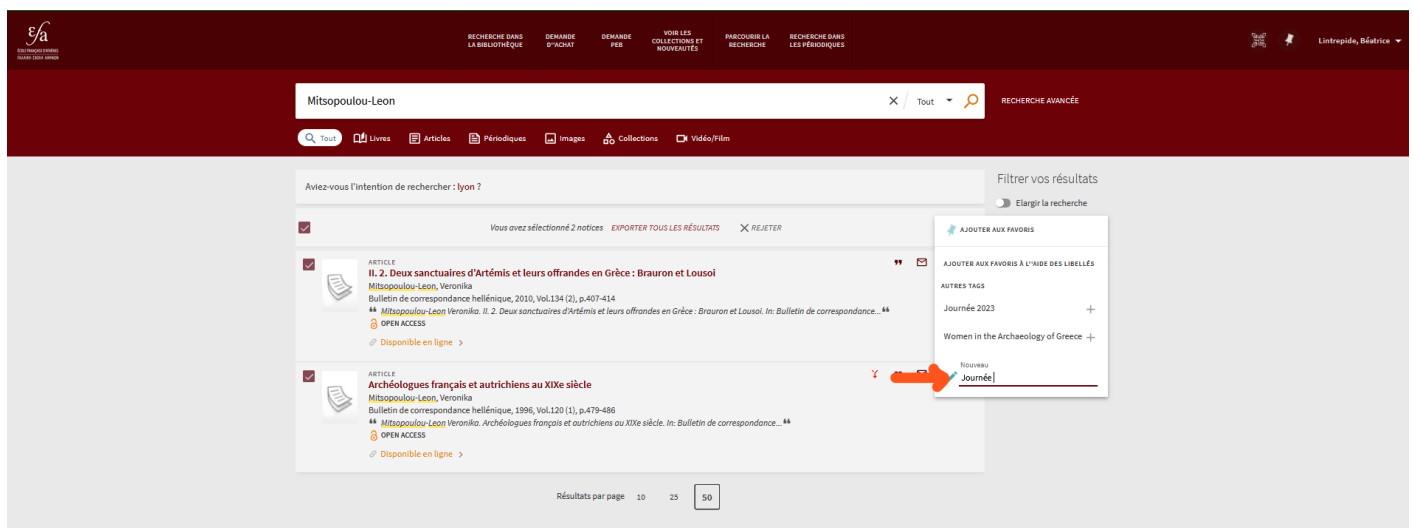 εfa
RECHERCHE DANS
LA BIBLIOTHÈQUE
DEMANDE
D''ACHAT
DEMANDE
PEB
VOIR LES
COLLECTIONS ET
NOUVEAUTÉS
PARCOURIR LA
RECHERCHE
RECHERCHE DANS
LES PÉRIODIQUES
Lintrepide, Béatrice
Mitsopoulou-Leon
Tout
RECHERCHE AVANCÉE
Tout Livres Articles Périodiques Images Collections Vidéo/Film
Aviez-vous l'intention de rechercher : lyon ?
Filtrer vos résultats
Elargir la recherche
Vous avez sélectionné 2 notices EXPORTER TOUS LES RÉSULTATS REJETER
AJOUTER AUX FAVORIS
AJOUTER AUX FAVORIS À L''AIDE DES LIBELLÉS
AUTRES TAGS
Journée 2023
Women in the Archaeology of Greece
Nouveau
Journée
ARTICLE
II. 2. Deux sanctuaires d'Artémis et leurs offrandes en Grèce : Brauron et Lousoi
Mitsopoulou-Leon, Veronika
Bulletin de correspondance hellénique, 2010, Vol.134 (2), p.407-414
Mitsopoulou-Leon Veronika. II. 2. Deux sanctuaires d'Artémis et leurs offrandes en Grèce : Brauron et Lousoi. In: Bulletin de correspondance...
OPEN ACCESS
Disponible en ligne
ARTICLE
Archéologues français et autrichiens au XIXe siècle
Mitsopoulou-Leon, Veronika
Bulletin de correspondance hellénique, 1996, Vol.120 (1), p.479-486
Mitsopoulou-Leon Veronika. Archéologues français et autrichiens au XIXe siècle. In: Bulletin de correspondance...
OPEN ACCESS
Disponible en ligne
Résultats par page 10 25 50